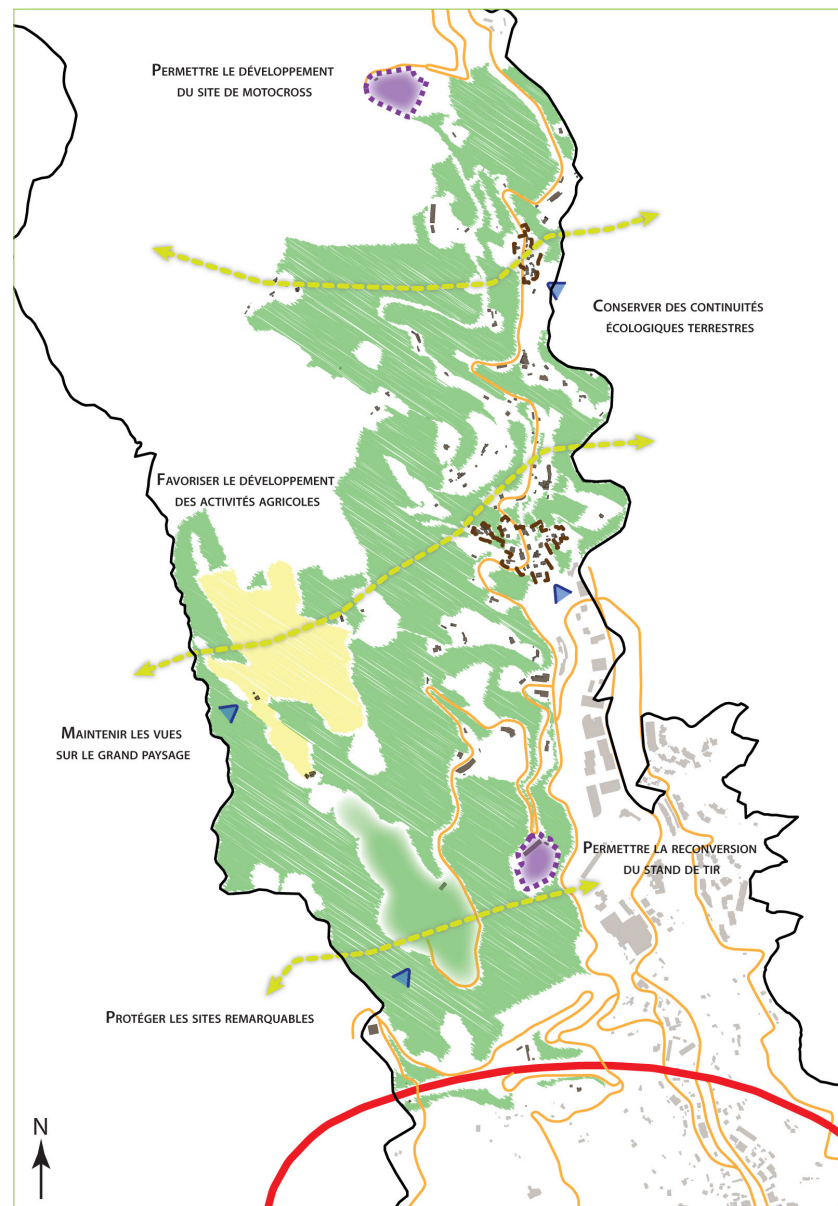 Permettre le développement
du site de motocross
Conserver des continuités
écologiques terrestres
Favoriser le développement
des activités agricoles
Maintenir les vues
sur le grand paysage
Permettre la reconversion
du stand de tir
Protéger les sites remarquables
N